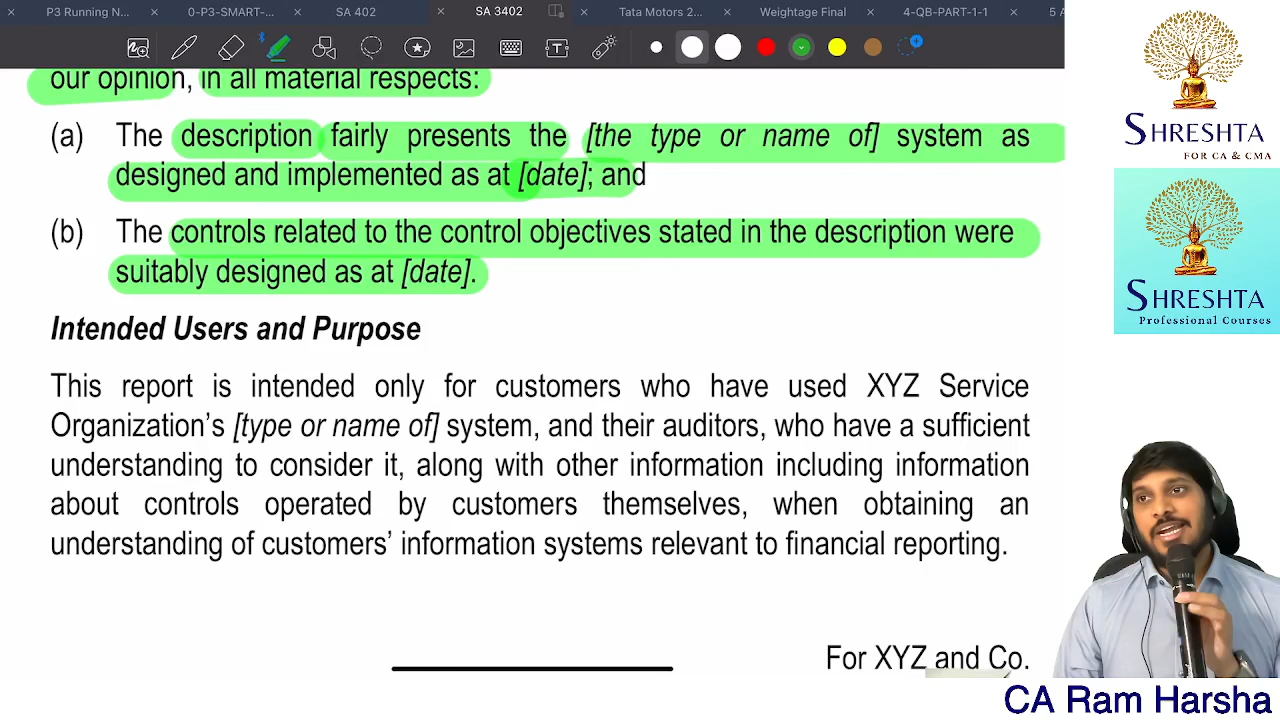 P3 Running N...
0-P3-SMART-...
SA 402
SA 3402
Tata Motors 2...
Weightage Final
4-QB-PART-1-1
5 A
our opinion, in all material respects:
(a) The description fairly presents the [the type or name of] system as
designed and implemented as at [date]; and
(b) The controls related to the control objectives stated in the description were
suitably designed as at [date].
Intended Users and Purpose
This report is intended only for customers who have used XYZ Service
Organization's [type or name of] system, and their auditors, who have a sufficient
understanding to consider it, along with other information including information
about controls operated by customers themselves, when obtaining an
understanding of customers' information systems relevant to financial reporting.
For XYZ and Co.
SHRESHTA
FOR CA & CMA
SHRESHTA
Professional Courses
CA Ram Harsha